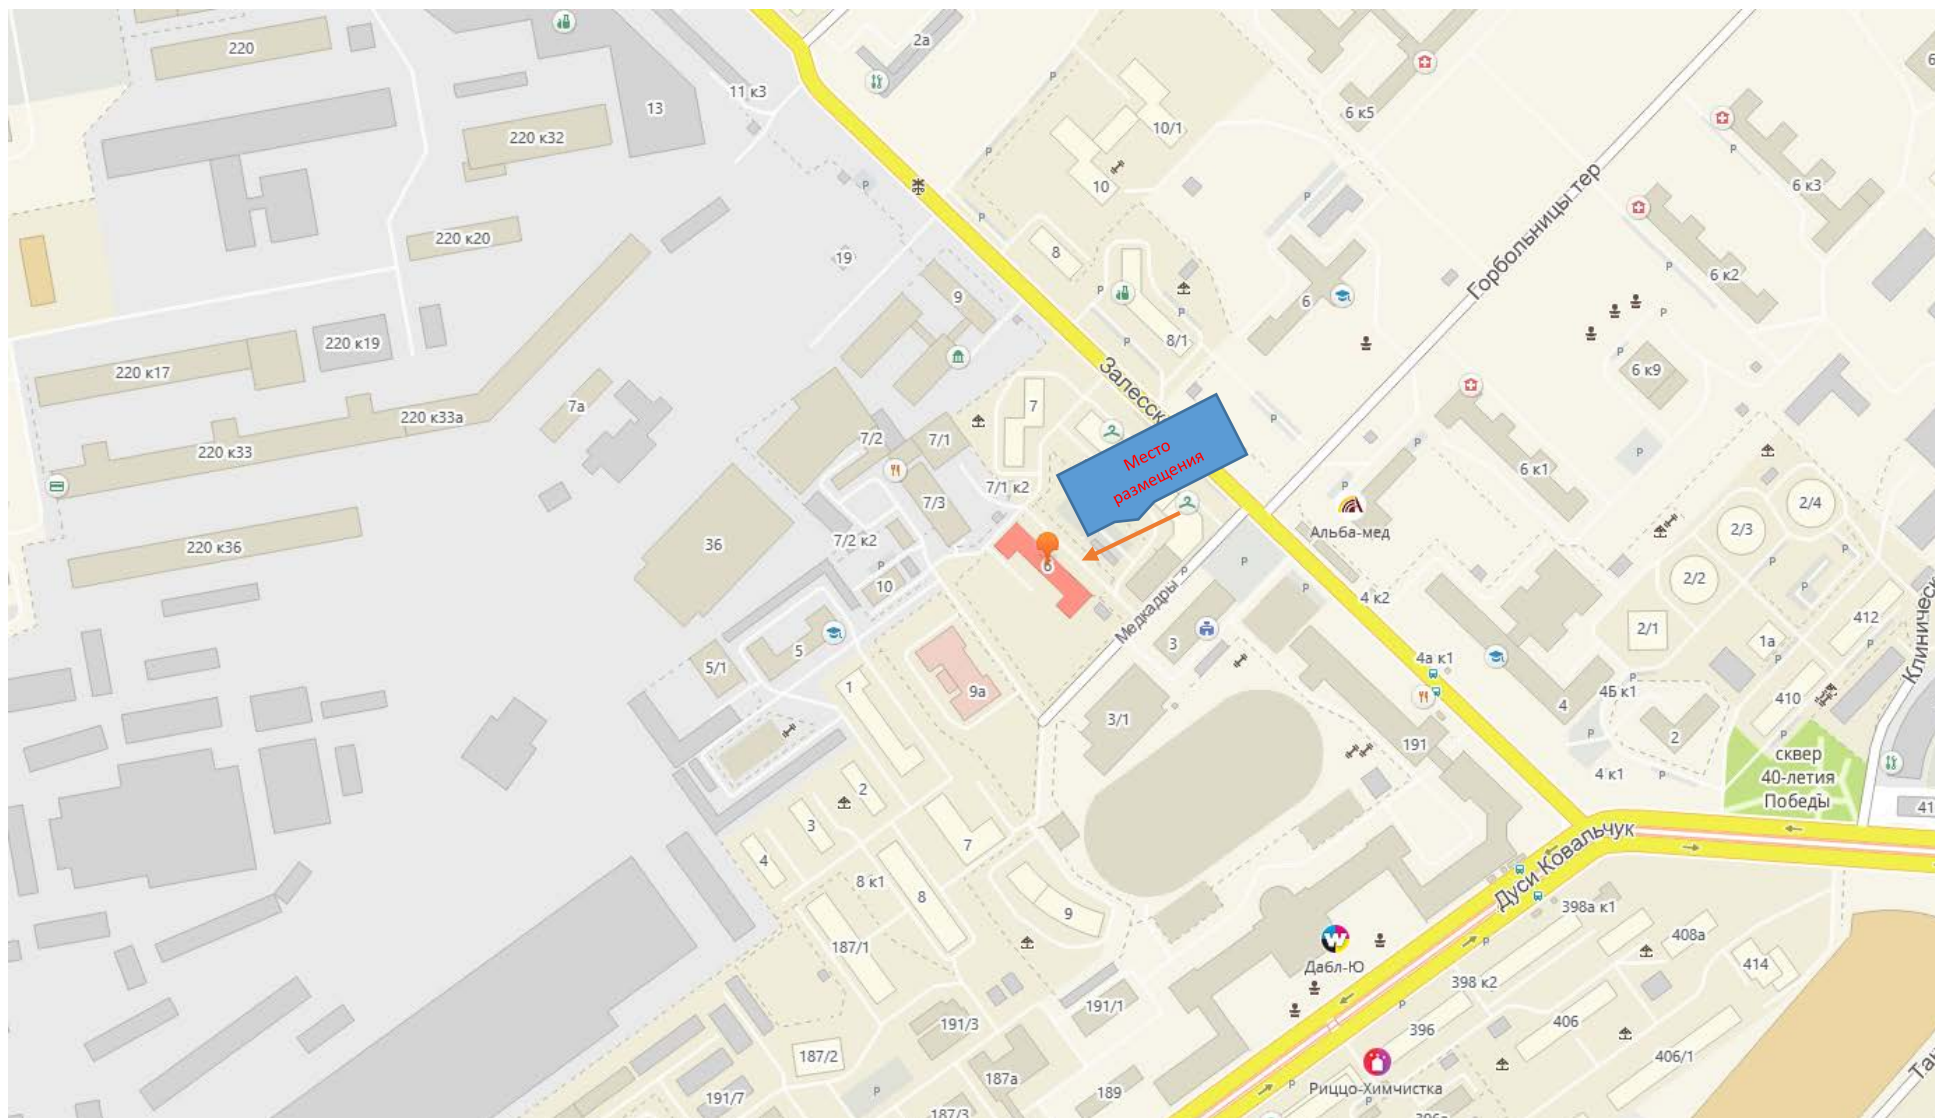 220
2а
11 к3
13
220 к32
10/1
6 к5
10
6 к3
Горбольницы тер
220 к20
19
8
6 к2
9
6
8/1
220 к19
220 к17
7а
220 к33а
220 к33
7
Залесск
6 к9
7/2
7/1
Место
размещения
6 к1
7/1 к2
7/3
2/4
2/3
Альба-мед
220 к36
36
7/2 к2
6
10
2/2
4 к2
Медкадры
412
2/1
1а
Клиническ
5
3
5/1
1
9а
4а к1
4Б к1
410
4
3/1
191
2
сквер
40-летия
Победы
4 к1
2
3
7
4
41
Дуси Ковальчук
8 к1
8
9
398а к1
187/1
408а
Дабл-Ю
414
398 к2
191/1
191/3
396
406
187/2
406/1
187а
Риццо-Химчистка
191/7
189
187/3